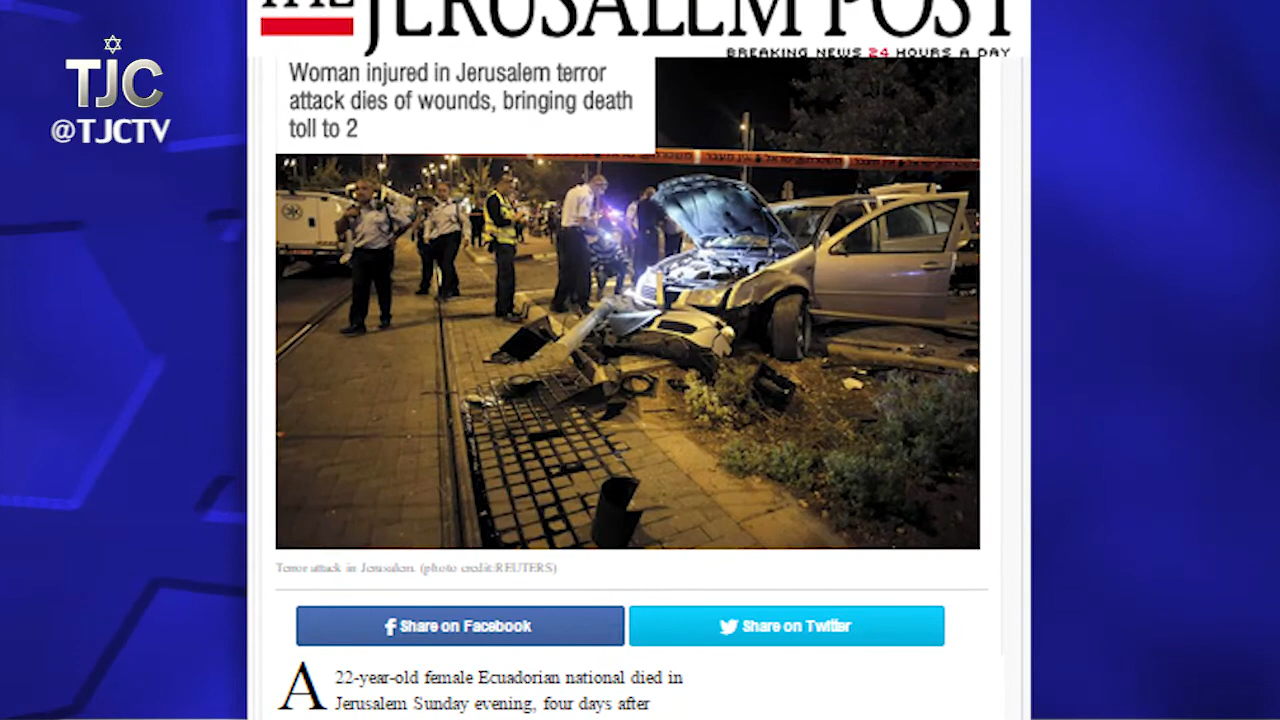 THE JERUSALEM POST
BREAKING NEWS 24 HOURS A DAY
TJC
@TJCTV
Woman injured in Jerusalem terror
attack dies of wounds, bringing death
toll to 2
Terror attack in Jerusalem. (photo credit:REUTERS)
Share on Facebook
Share on Twitter
A 22-year-old female Ecuadorian national died in
Jerusalem Sunday evening, four days after